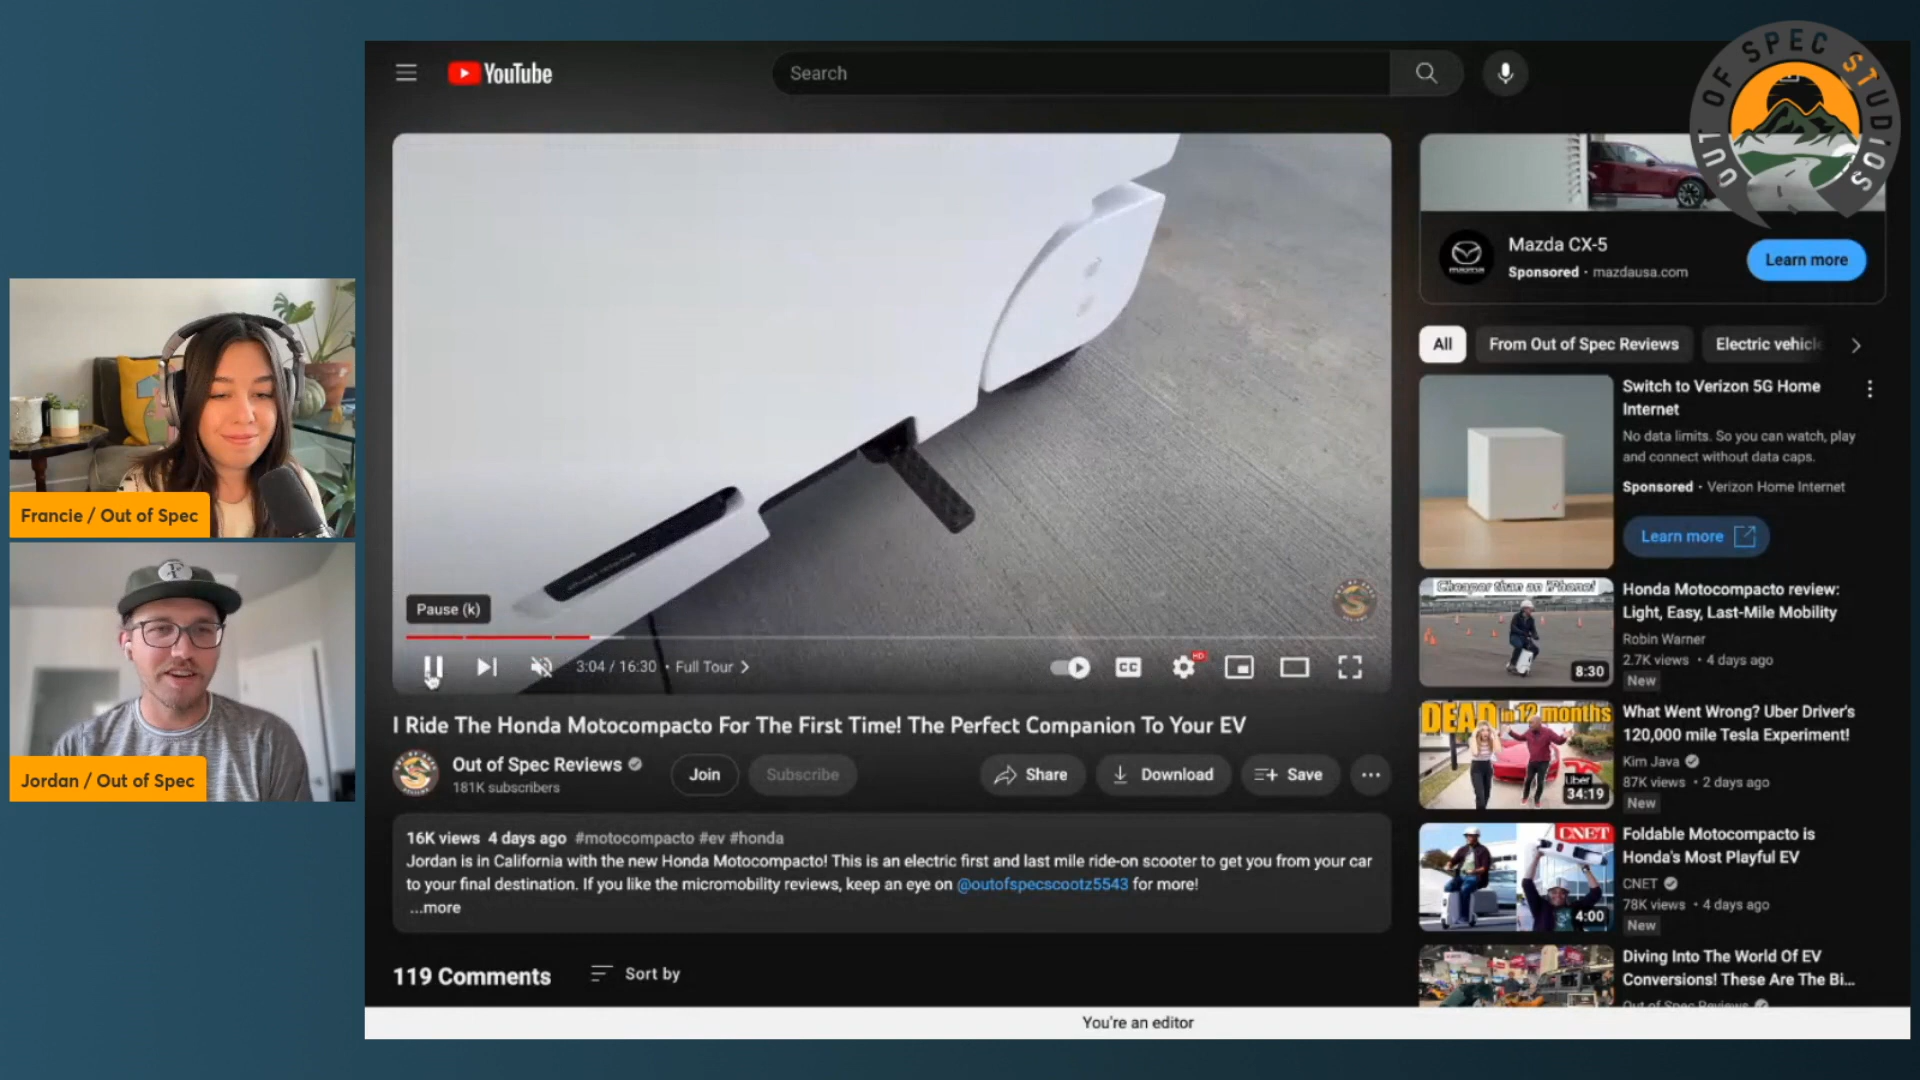 YouTube
Search
OUT OF SPEC STUDIOS
Mazda CX-5
Sponsored · mazdausa.com
Learn more
mazda
All
From Out of Spec Reviews
Electric vehicle
Switch to Verizon 5G Home
Internet
No data limits. So you can watch, play
and connect without data caps.
Sponsored · Verizon Home Internet
Learn more
Francie / Out of Spec
Jordan / Out of Spec
Pause (k)
3:04 / 16:30 · Full Tour
CC
HD
I Ride The Honda Motocompacto For The First Time! The Perfect Companion To Your EV
Out of Spec Reviews
181K subscribers
Join
Subscribe
Share
Download
Save
16K views 4 days ago #motocompacto #ev #honda
Jordan is in California with the new Honda Motocompacto! This is an electric first and last mile ride-on scooter to get you from your car
to your final destination. If you like the micromobility reviews, keep an eye on @outofspecscootz5543 for more!
...more
119 Comments
Sort by
Cheaper than an iPhone!
8:30
Honda Motocompacto review:
Light, Easy, Last-Mile Mobility
Robin Warner
2.7K views · 4 days ago
New
DEAD in 12 months
Uber
34:19
What Went Wrong? Uber Driver's
120,000 mile Tesla Experiment!
Kim Java
87K views · 2 days ago
New
CNET
4:00
Foldable Motocompacto is
Honda's Most Playful EV
CNET
78K views · 4 days ago
New
Diving Into The World Of EV
Conversions! These Are The Bi...
Out of Spec Reviews
You're an editor